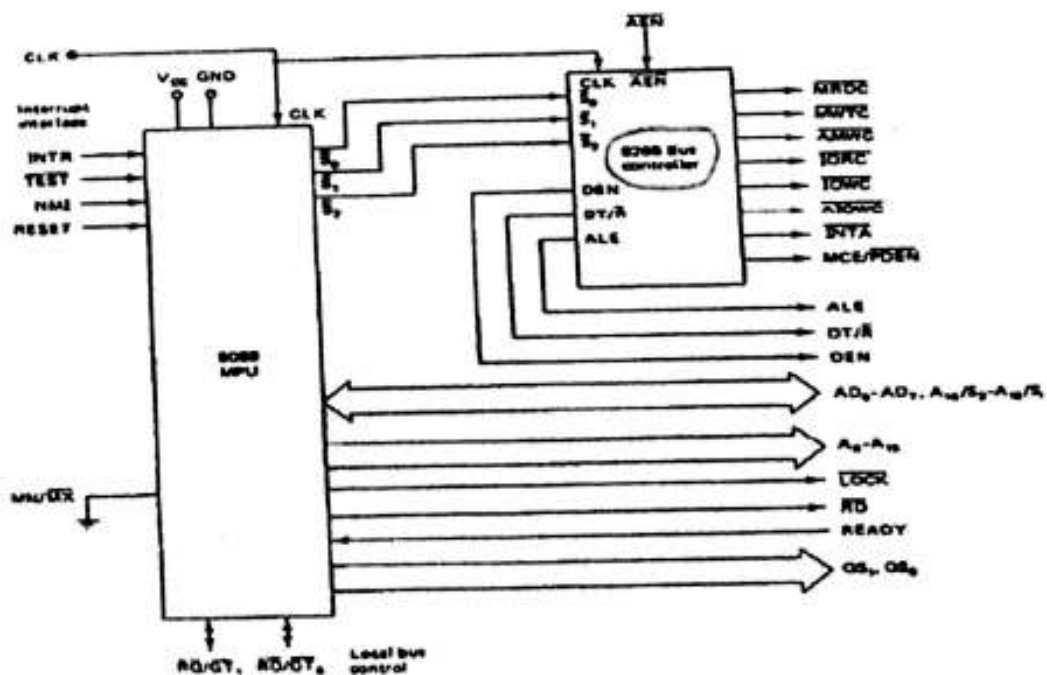 AEN
CLK
VCC GND
CLK AEN
MRDC
Interrupt
interface
CLK
S0
MWTC
S1
AMWC
INTR
S0
S2
8288 Bus
controller
IORC
TEST
S1
IOWC
NMI
S2
DEN
AIOWC
RESET
DT/R
INTA
ALE
MCE/PDEN
ALE
DT/R
DEN
8088
MPU
AD0-AD7, A16/S3-
A8-A15
MN/MX
LOCK
RD
READY
QS1, QS0
RQ/GT1 RQ/GT0
Local bus
control